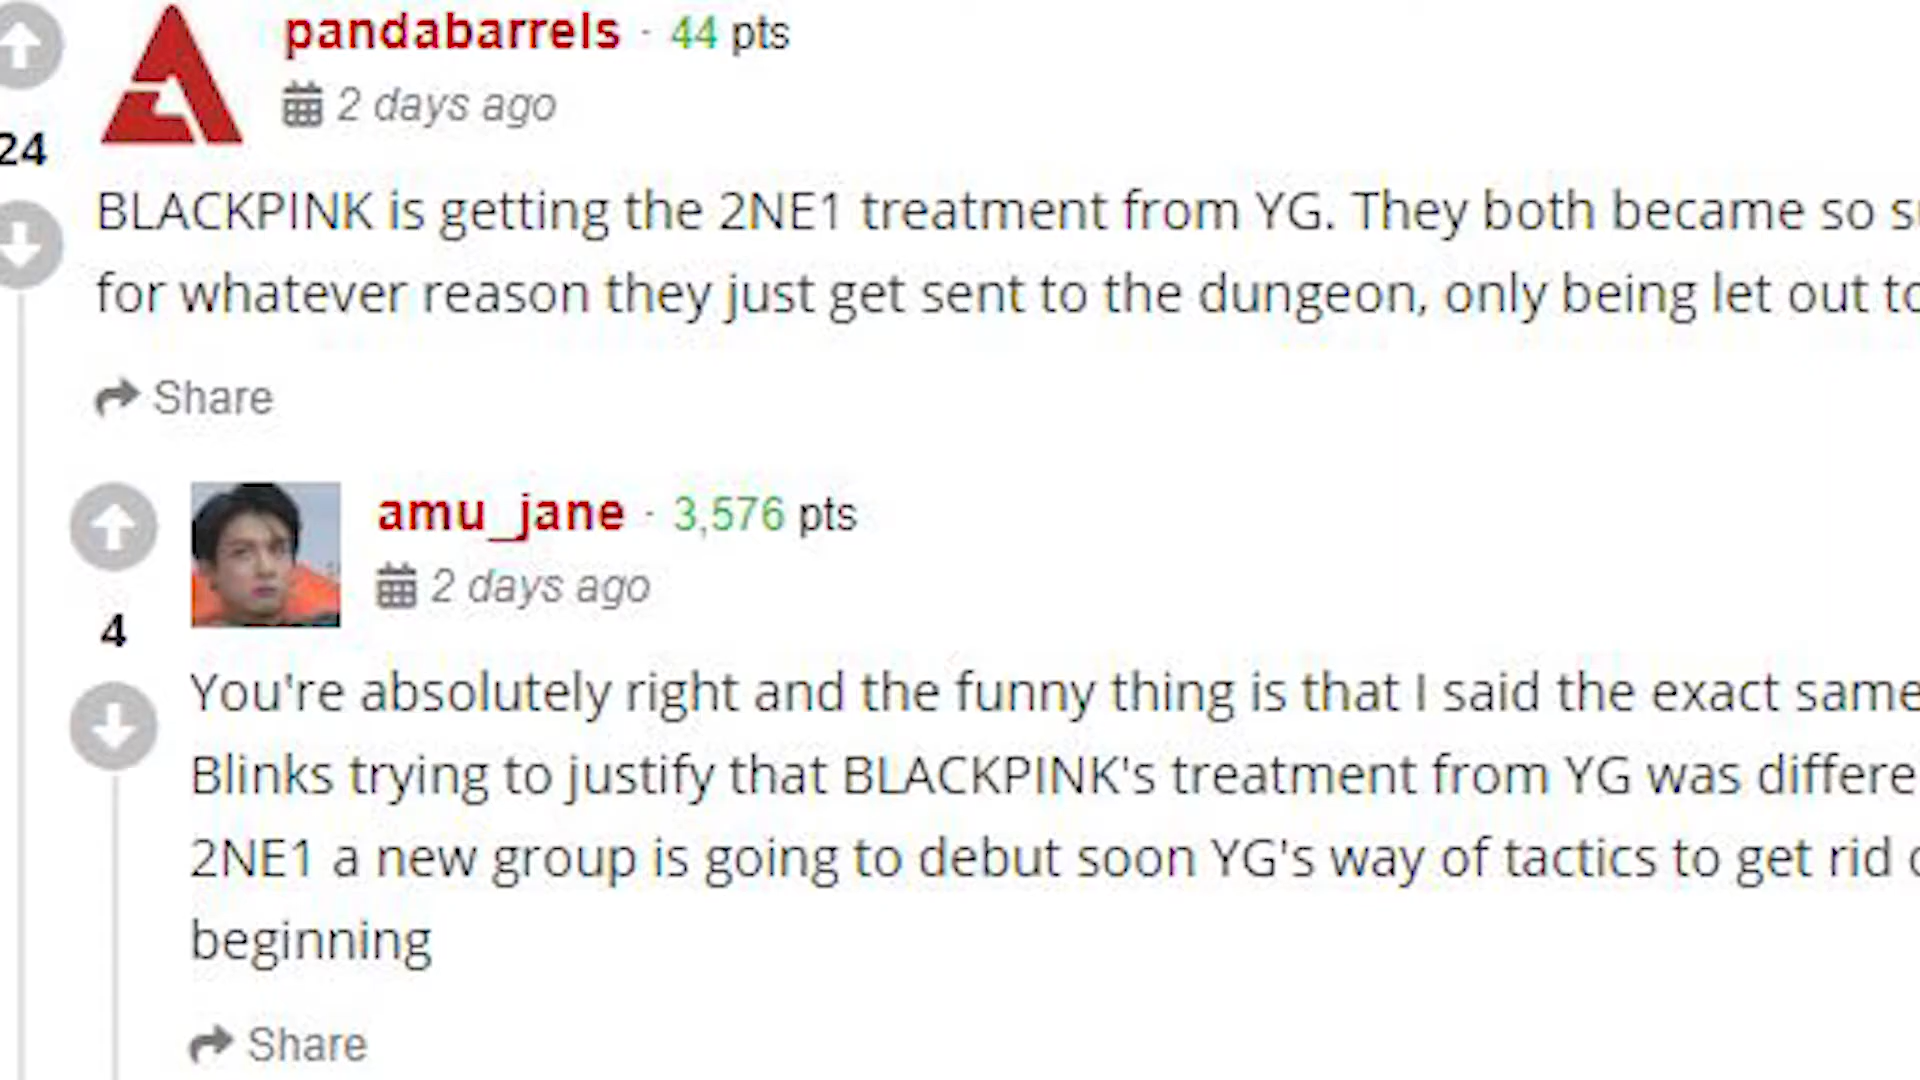 pandabarrels · 44 pts
2 days ago
24
BLACKPINK is getting the 2NE1 treatment from YG. They both became so
for whatever reason they just get sent to the dungeon, only being let out to
Share
amu_jane · 3,576 pts
2 days ago
4
You're absolutely right and the funny thing is that I said the exact same
Blinks trying to justify that BLACKPINK's treatment from YG was differe
2NE1 a new group is going to debut soon YG's way of tactics to get rid
beginning
Share